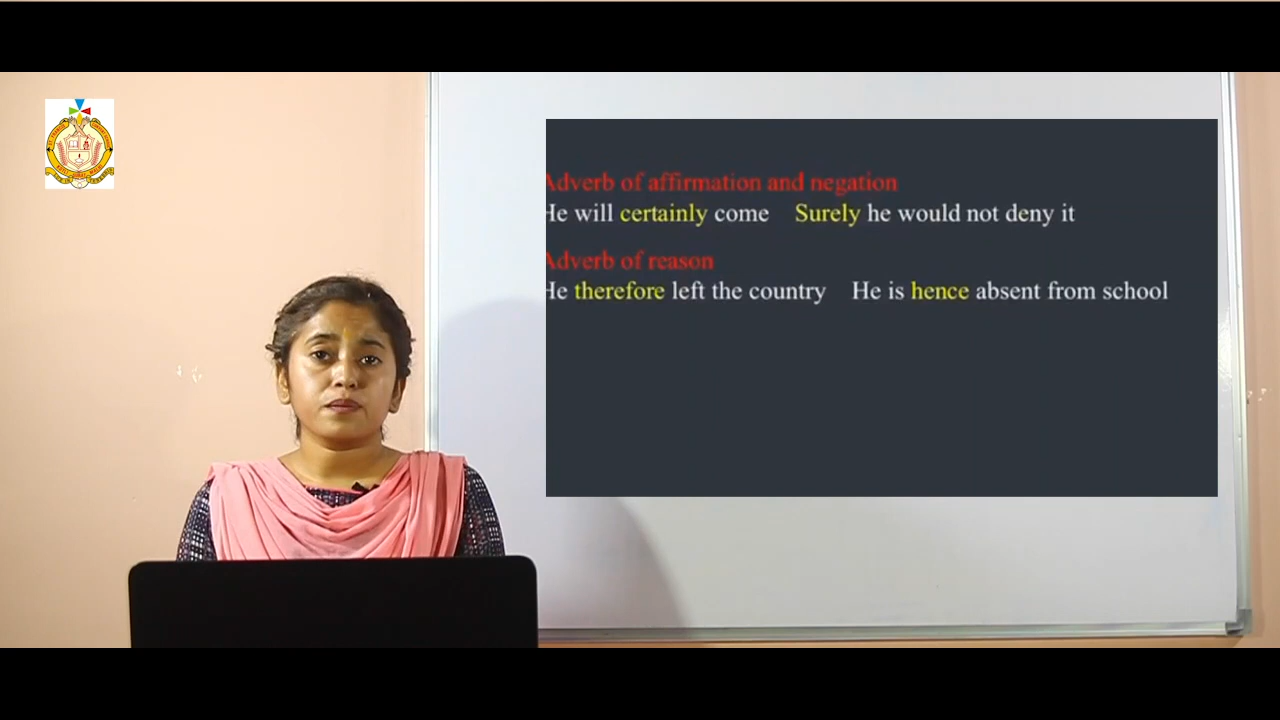 Adverb of affirmation and negation
He will certainly come Surely he would not deny it
Adverb of reason
He therefore left the country He is hence absent from school